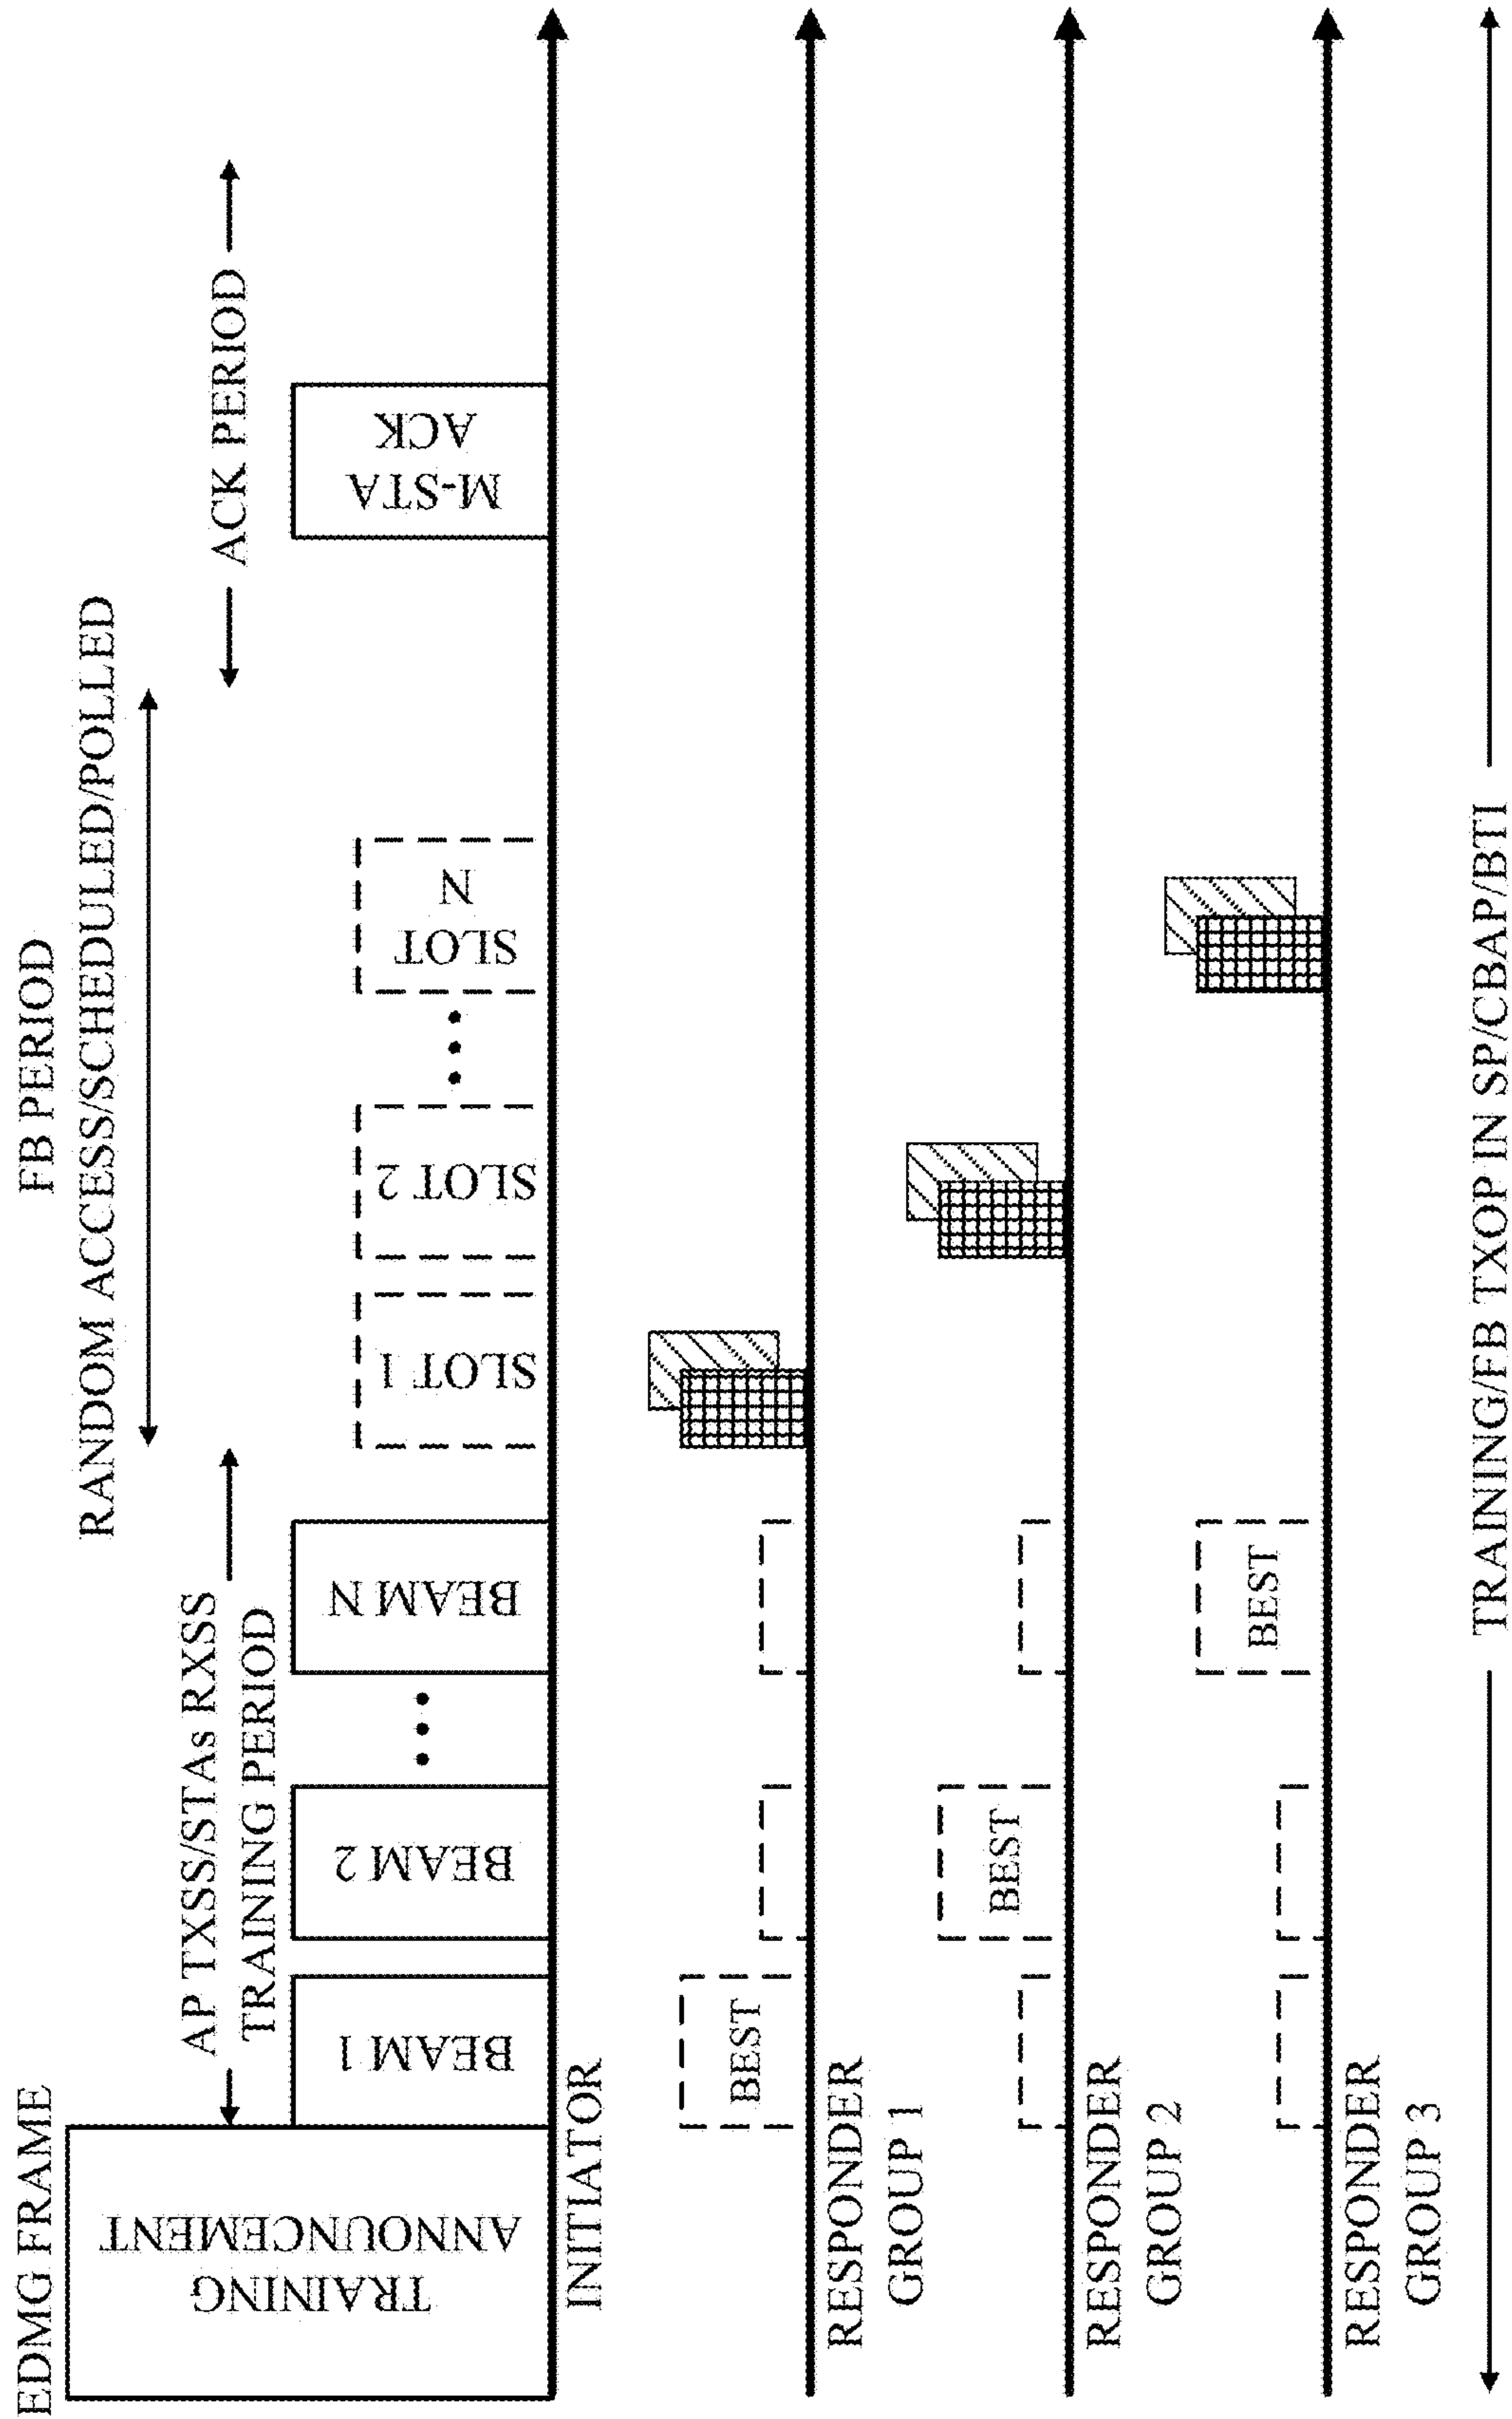 EDMG FRAME
TRAINING
ANNOUNCEMENT
AP TXSS/STAs RXSS
TRAINING PERIOD
BEAM 1
BEAM 2
BEAM N
FB PERIOD
RANDOM ACCESS/SCHEDULED/POLLED
SLOT 1
SLOT 2
SLOT
N
ACK PERIOD
M-STA
ACK
INITIATOR
BEST
RESPONDER
GROUP 1
BEST
RESPONDER
GROUP 2
BEST
RESPONDER
GROUP 3
TRAINING/FB TXOP IN SP/CBAP/BTI